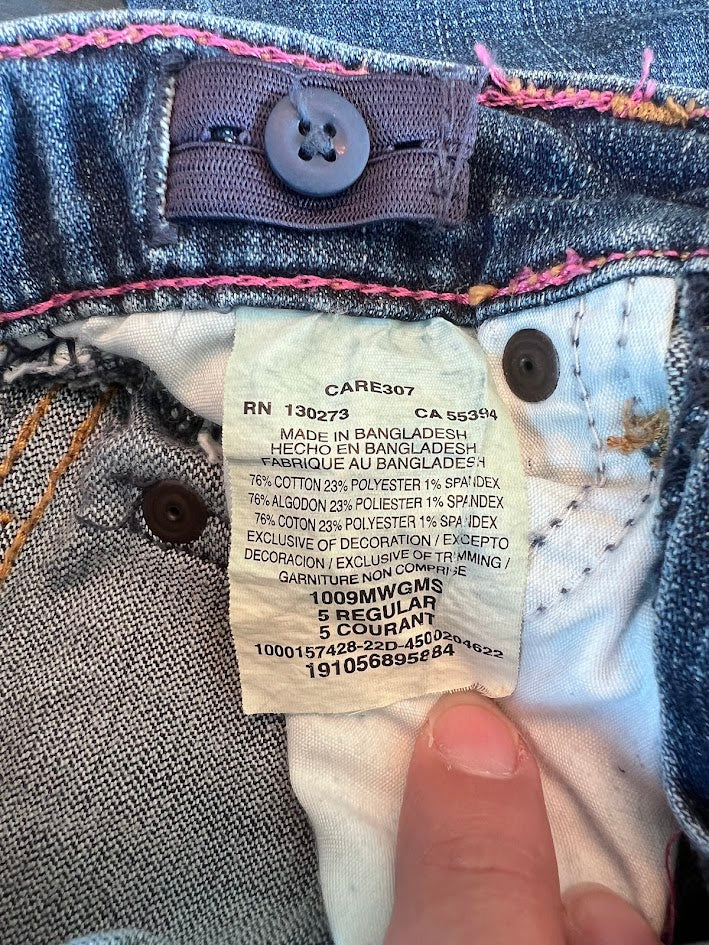 CARE307
RN 130273 CA 55394
MADE IN BANGLADESH
HECHO EN BANGLADESH
FABRIQUE AU BANGLADESH
76% COTTON 23% POLYESTER 1% SPANDEX
76% ALGODON 23% POLIESTER 1% SPANDEX
76% COTON 23% POLYESTER 1% SPANDEX
EXCLUSIVE OF DECORATION / EXCEPTO
DECORACION / EXCLUSIVE OF TRIMMING /
GARNITURE NON COMPRISE
1009MWGMS
5 REGULAR
5 COURANT
1000157428-22D-4500204622
191056895884